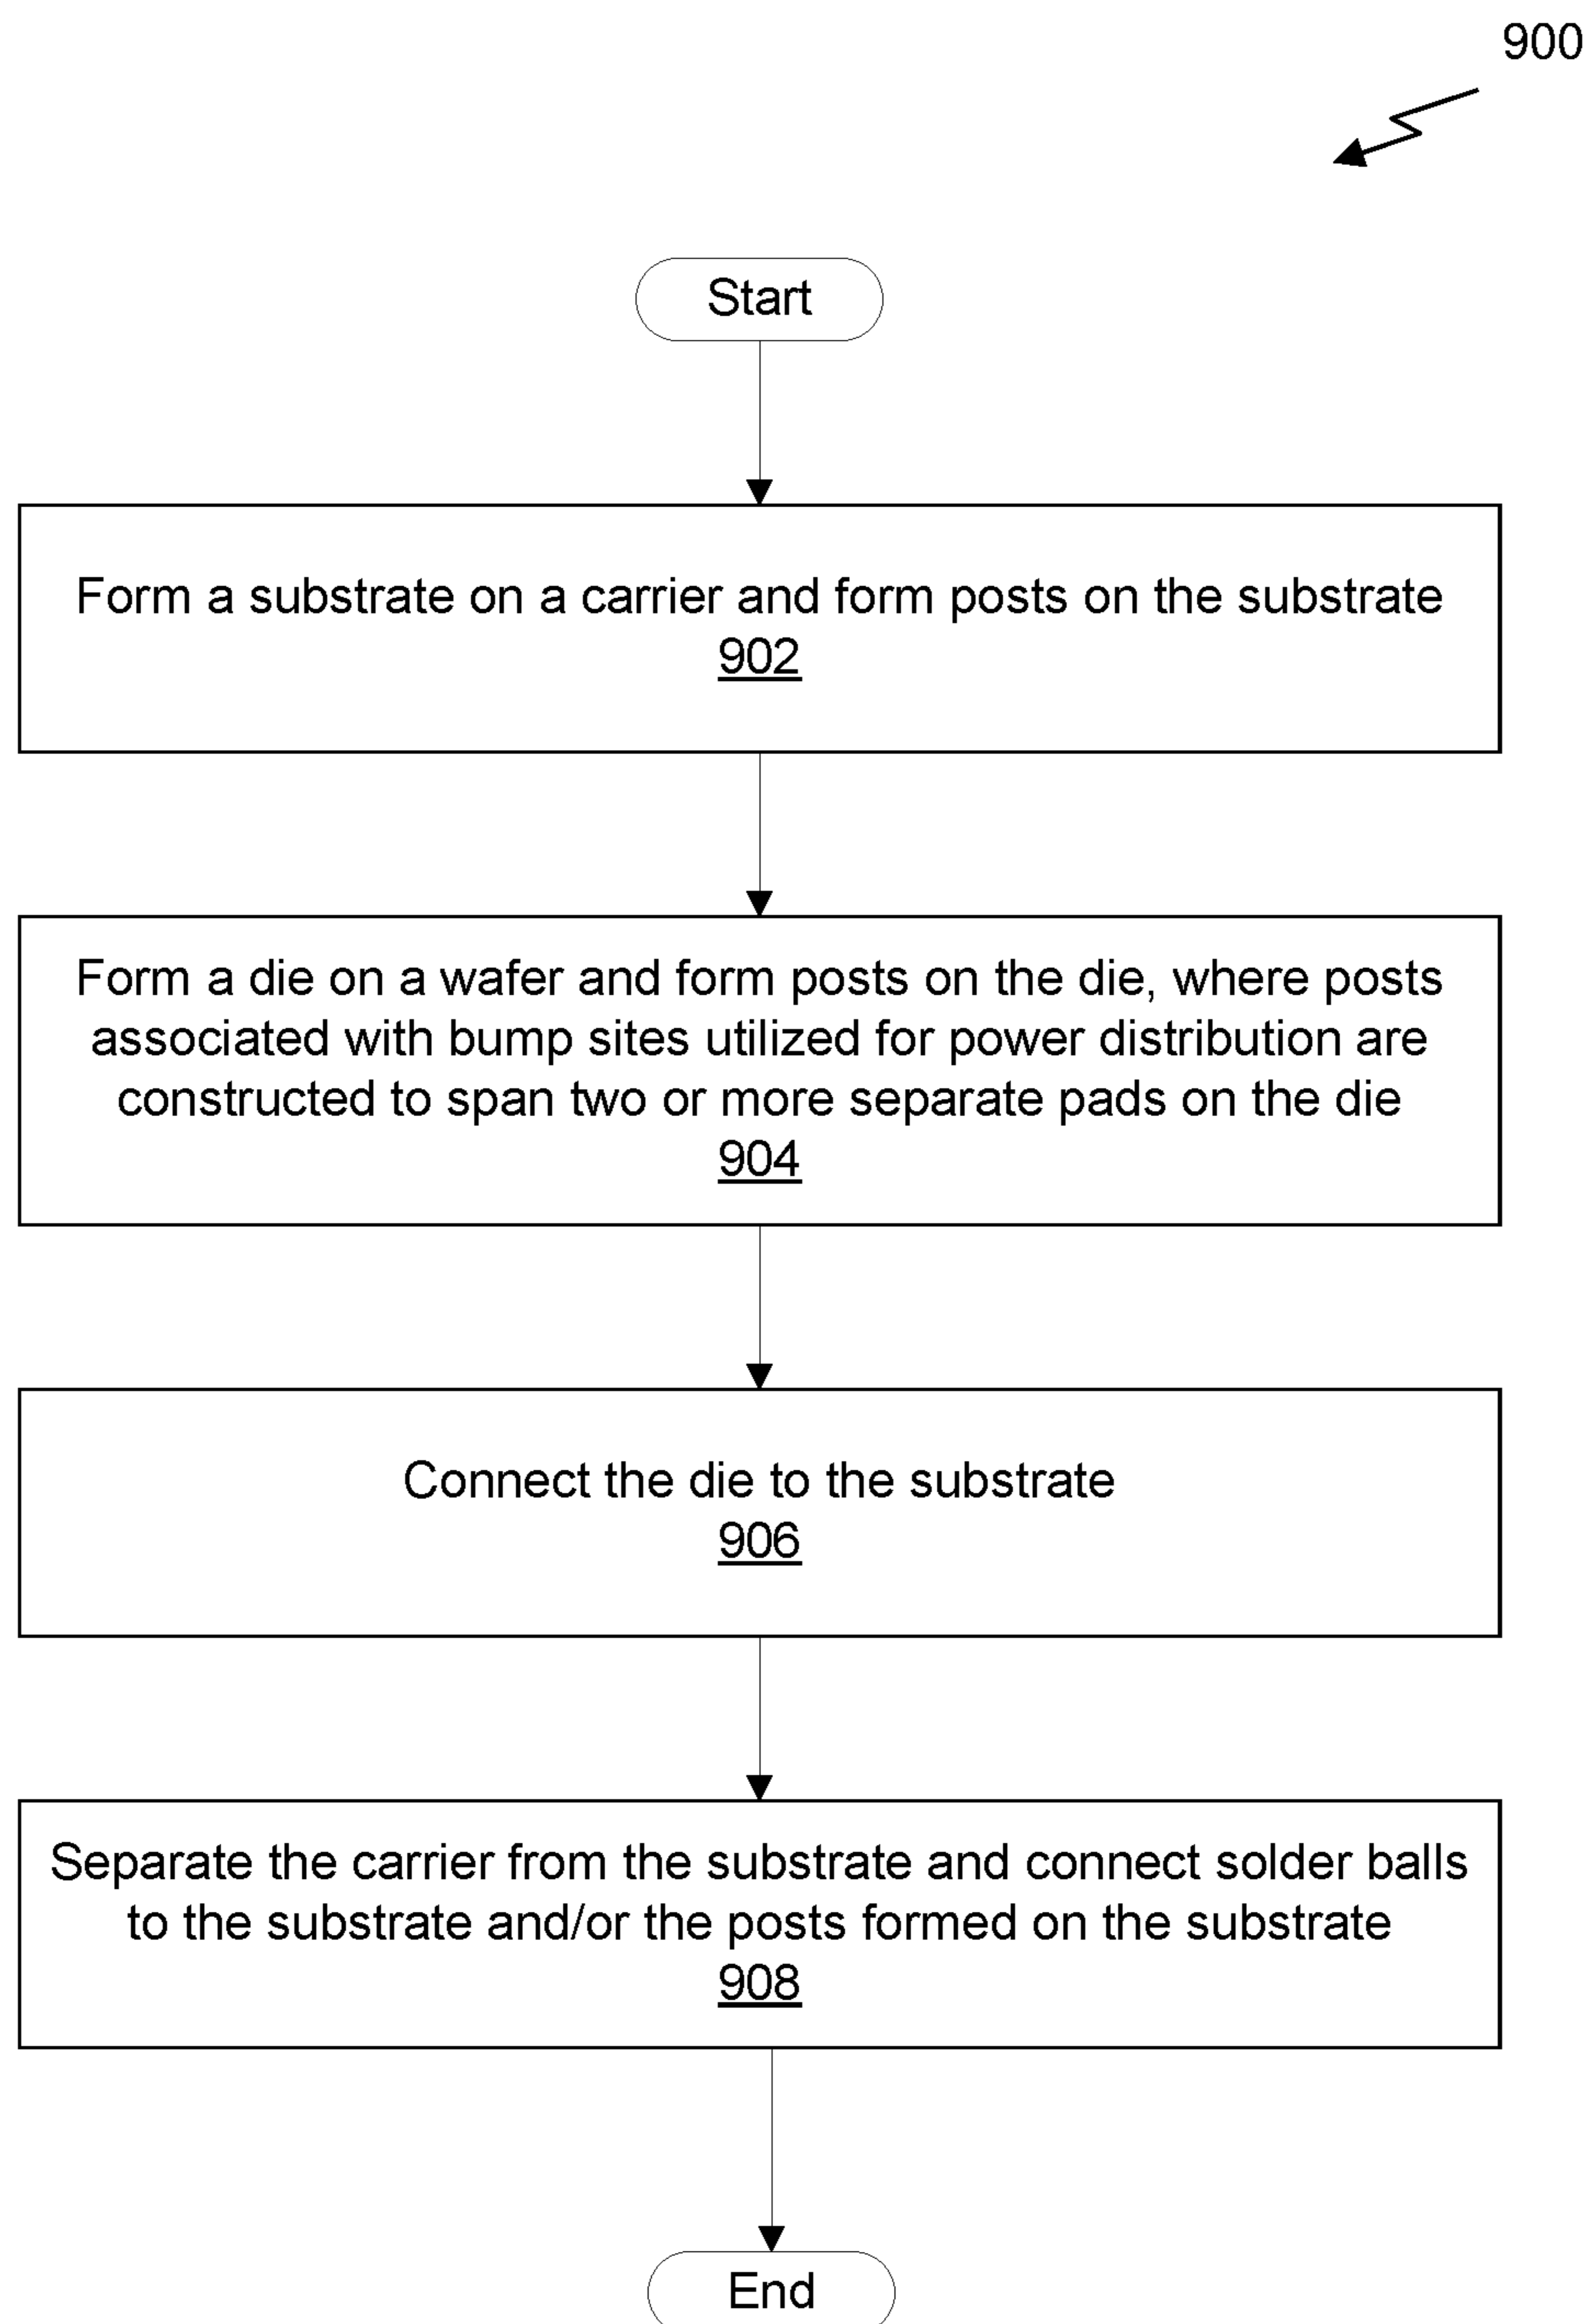 900
Start
Form a substrate on a carrier and form posts on the substrate
902
Form a die on a wafer and form posts on the die, where posts
associated with bump sites utilized for power distribution are
constructed to span two or more separate pads on the die
904
Connect the die to the substrate
906
Separate the carrier from the substrate and connect solder balls
to the substrate and/or the posts formed on the substrate
908
End